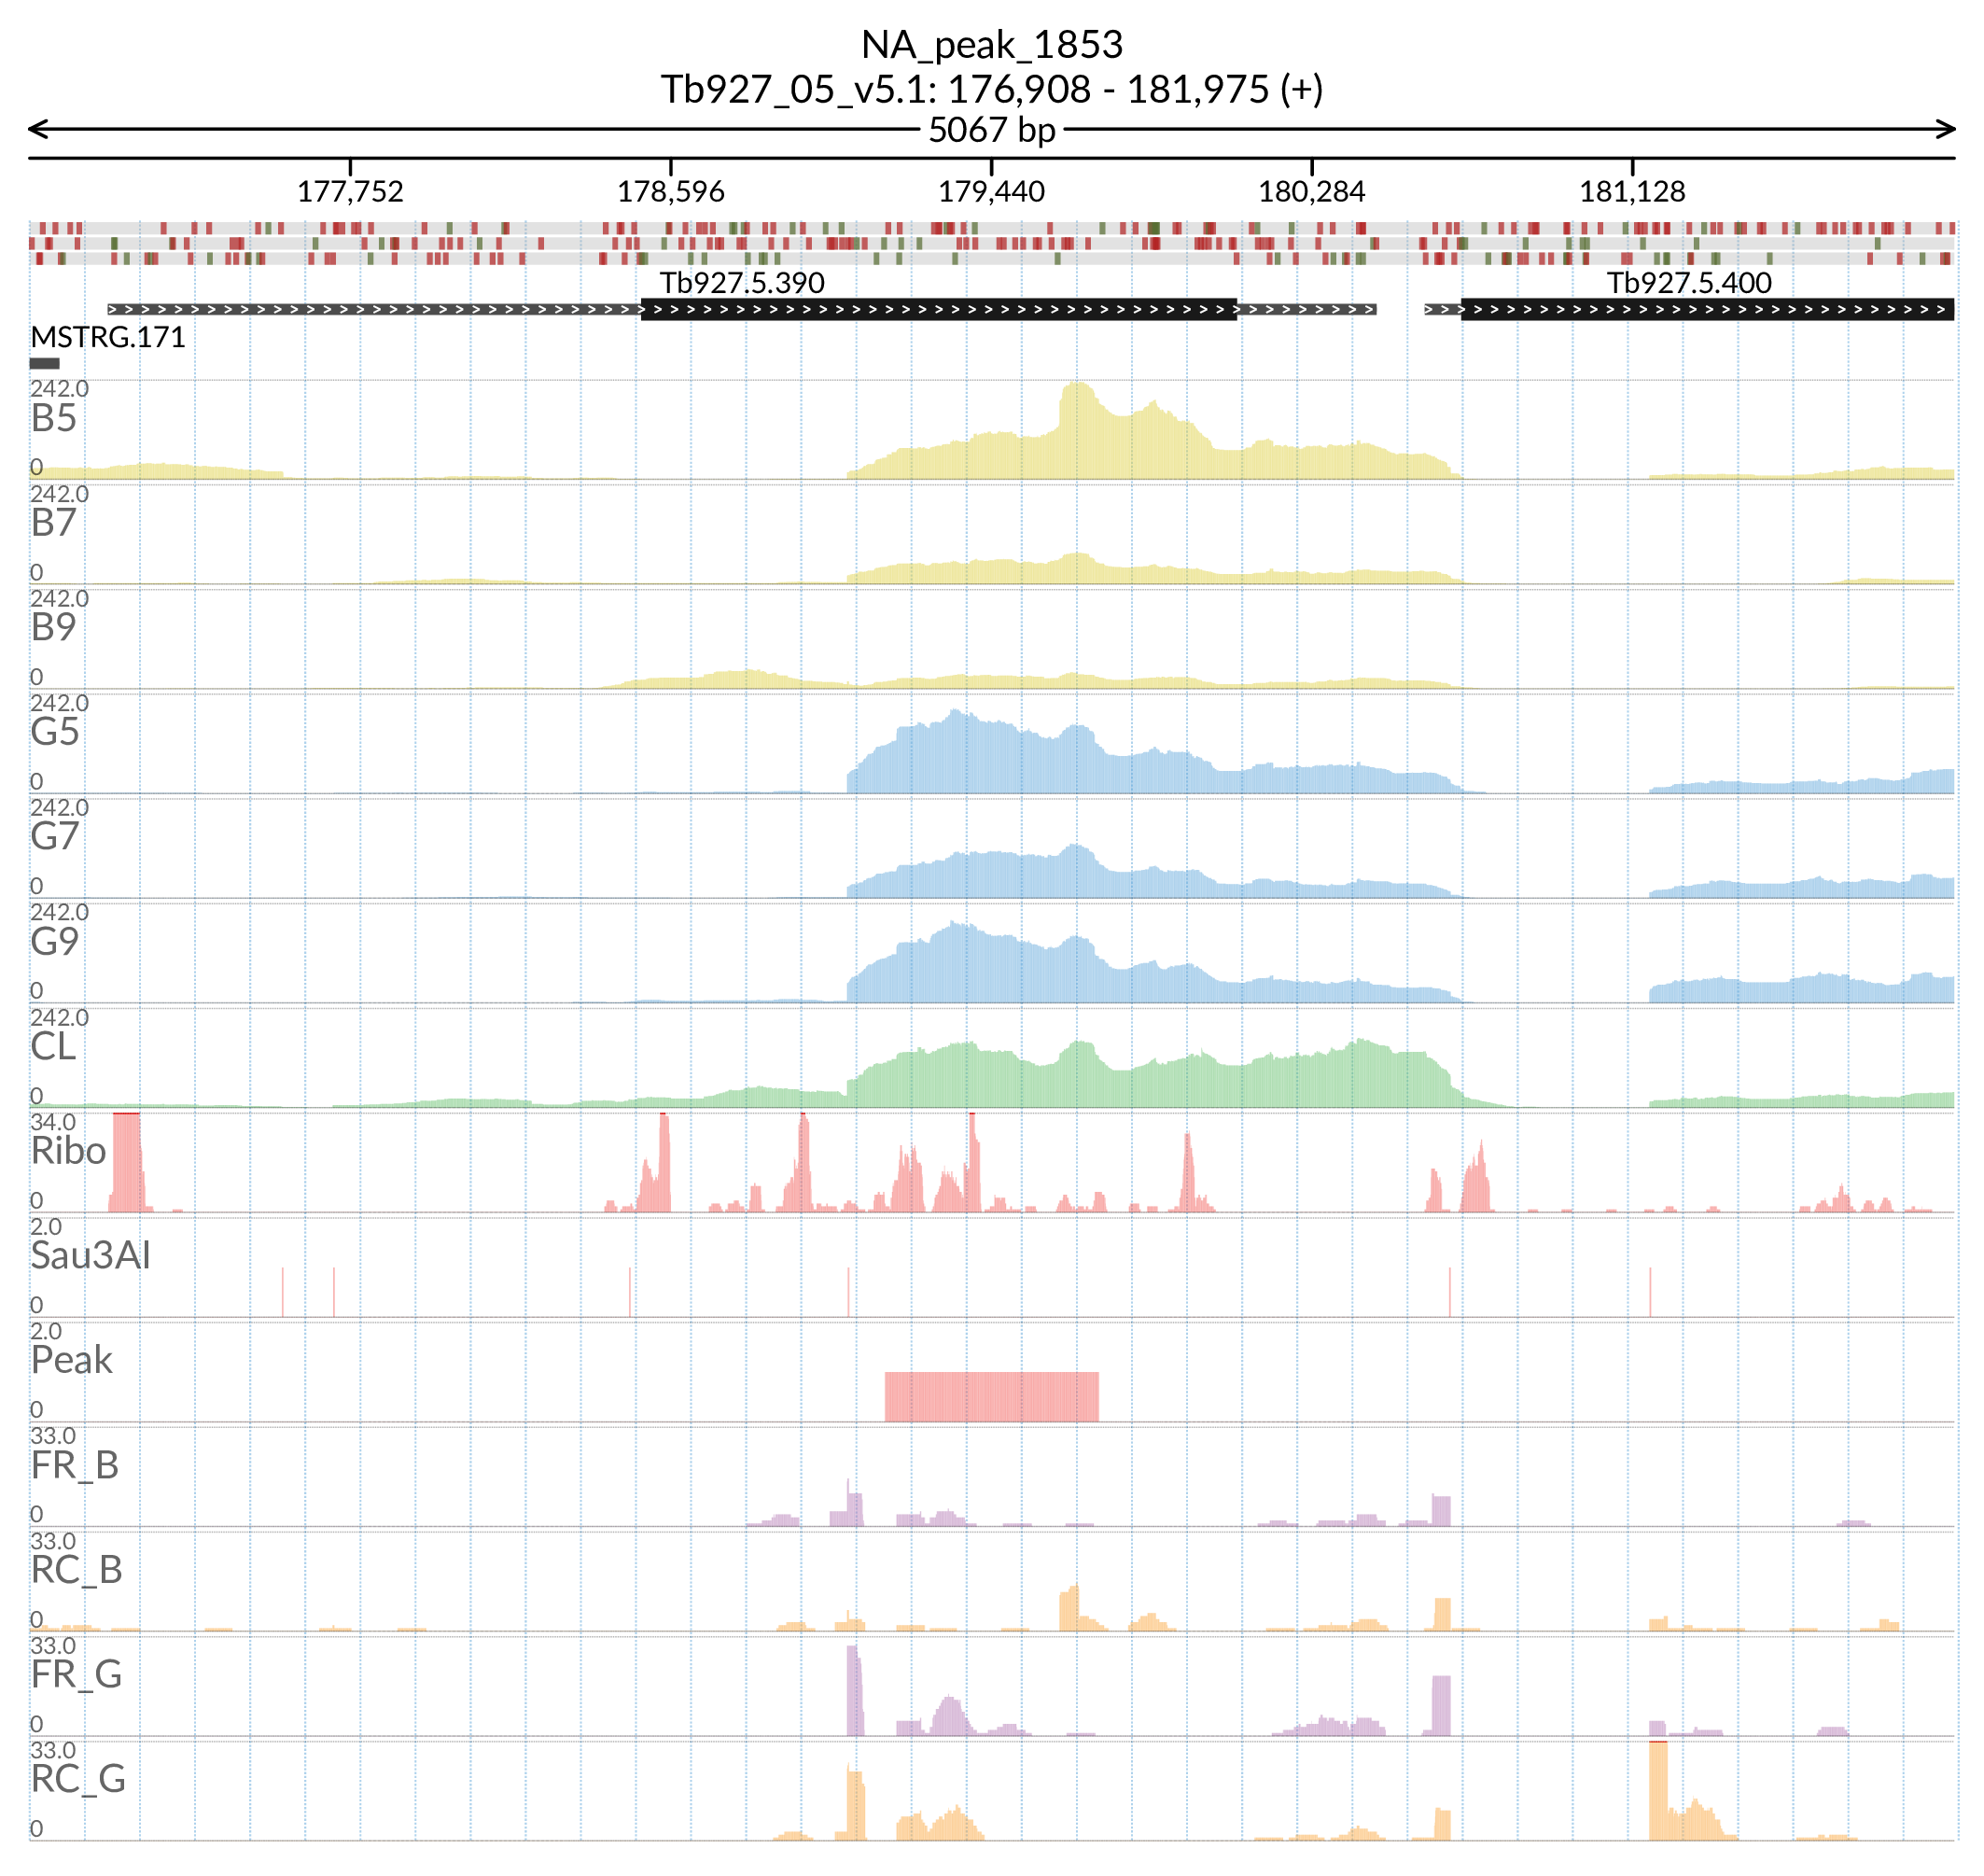 NA_peak_1853
Tb927_05_v5.1: 176,908 - 181,975 (+)
5067 bp
177,752 178,596 179,440 180,284 181,128
Tb927.5.390 Tb927.5.400
MSTRG.171
242.0
B5
0
242.0
B7
0
242.0
B9
0
242.0
G5
0
242.0
G7
0
242.0
G9
0
242.0
CL
0
34.0
Ribo
0
2.0
Sau3AI
0
2.0
Peak
0
33.0
FR_B
0
33.0
RC_B
0
33.0
FR_G
0
33.0
RC_G
0